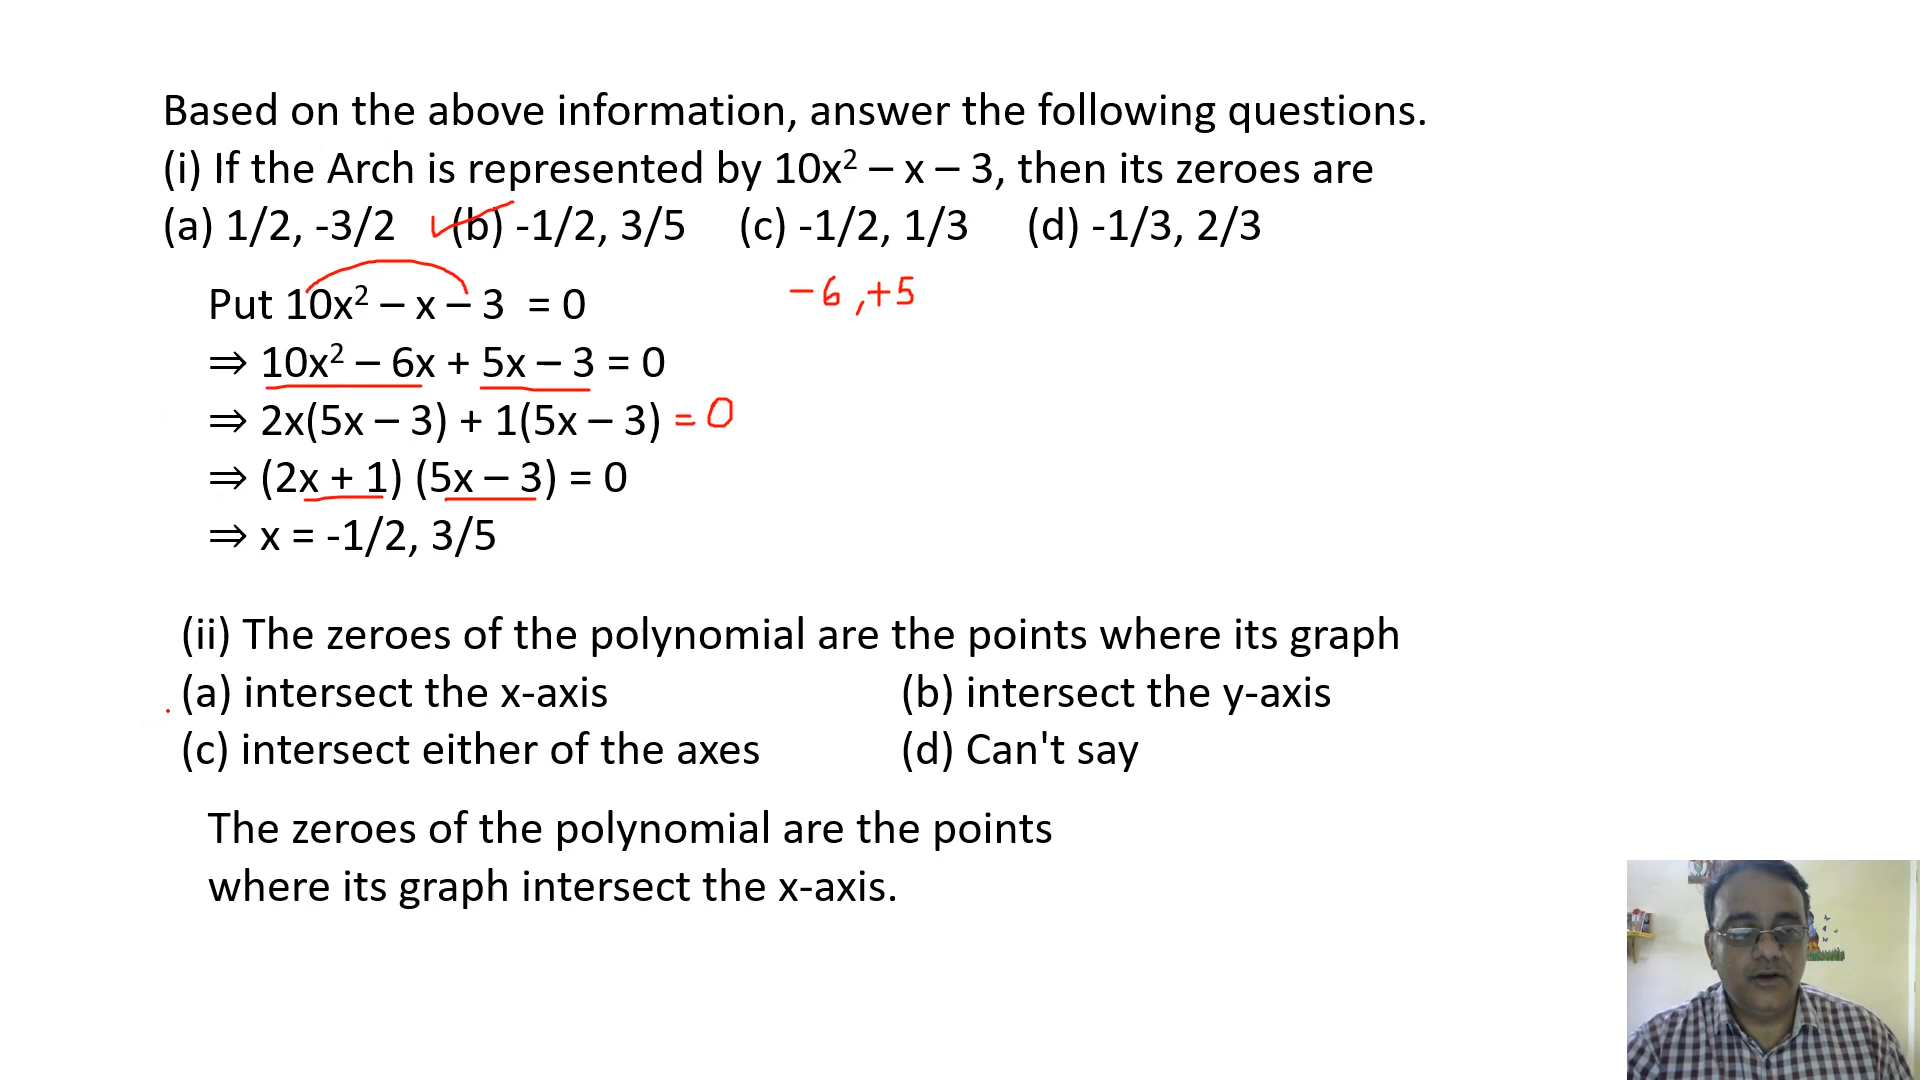 Based on the above information, answer the following questions.
(i) If the Arch is represented by 10x² – x – 3, then its zeroes are
(a) 1/2, -3/2 (b) -1/2, 3/5 (c) -1/2, 1/3 (d) -1/3, 2/3
Put 10x² – x – 3 = 0
– 6 , + 5
⇒ 10x² – 6x + 5x – 3 = 0
⇒ 2x(5x – 3) + 1(5x – 3) = 0
⇒ (2x + 1) (5x – 3) = 0
⇒ x = -1/2, 3/5
(ii) The zeroes of the polynomial are the points where its graph
(a) intersect the x-axis (b) intersect the y-axis
(c) intersect either of the axes (d) Can't say
The zeroes of the polynomial are the points
where its graph intersect the x-axis.